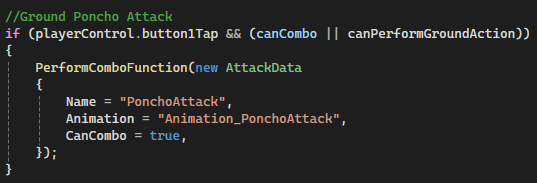 //Ground Poncho Attack
if (playerControl.button1Tap && (canCombo || canPerformGroundAction))
{
    PerformComboFunction(new AttackData
    {
        Name = "PonchoAttack",
        Animation = "Animation_PonchoAttack",
        CanCombo = true,
    });
}